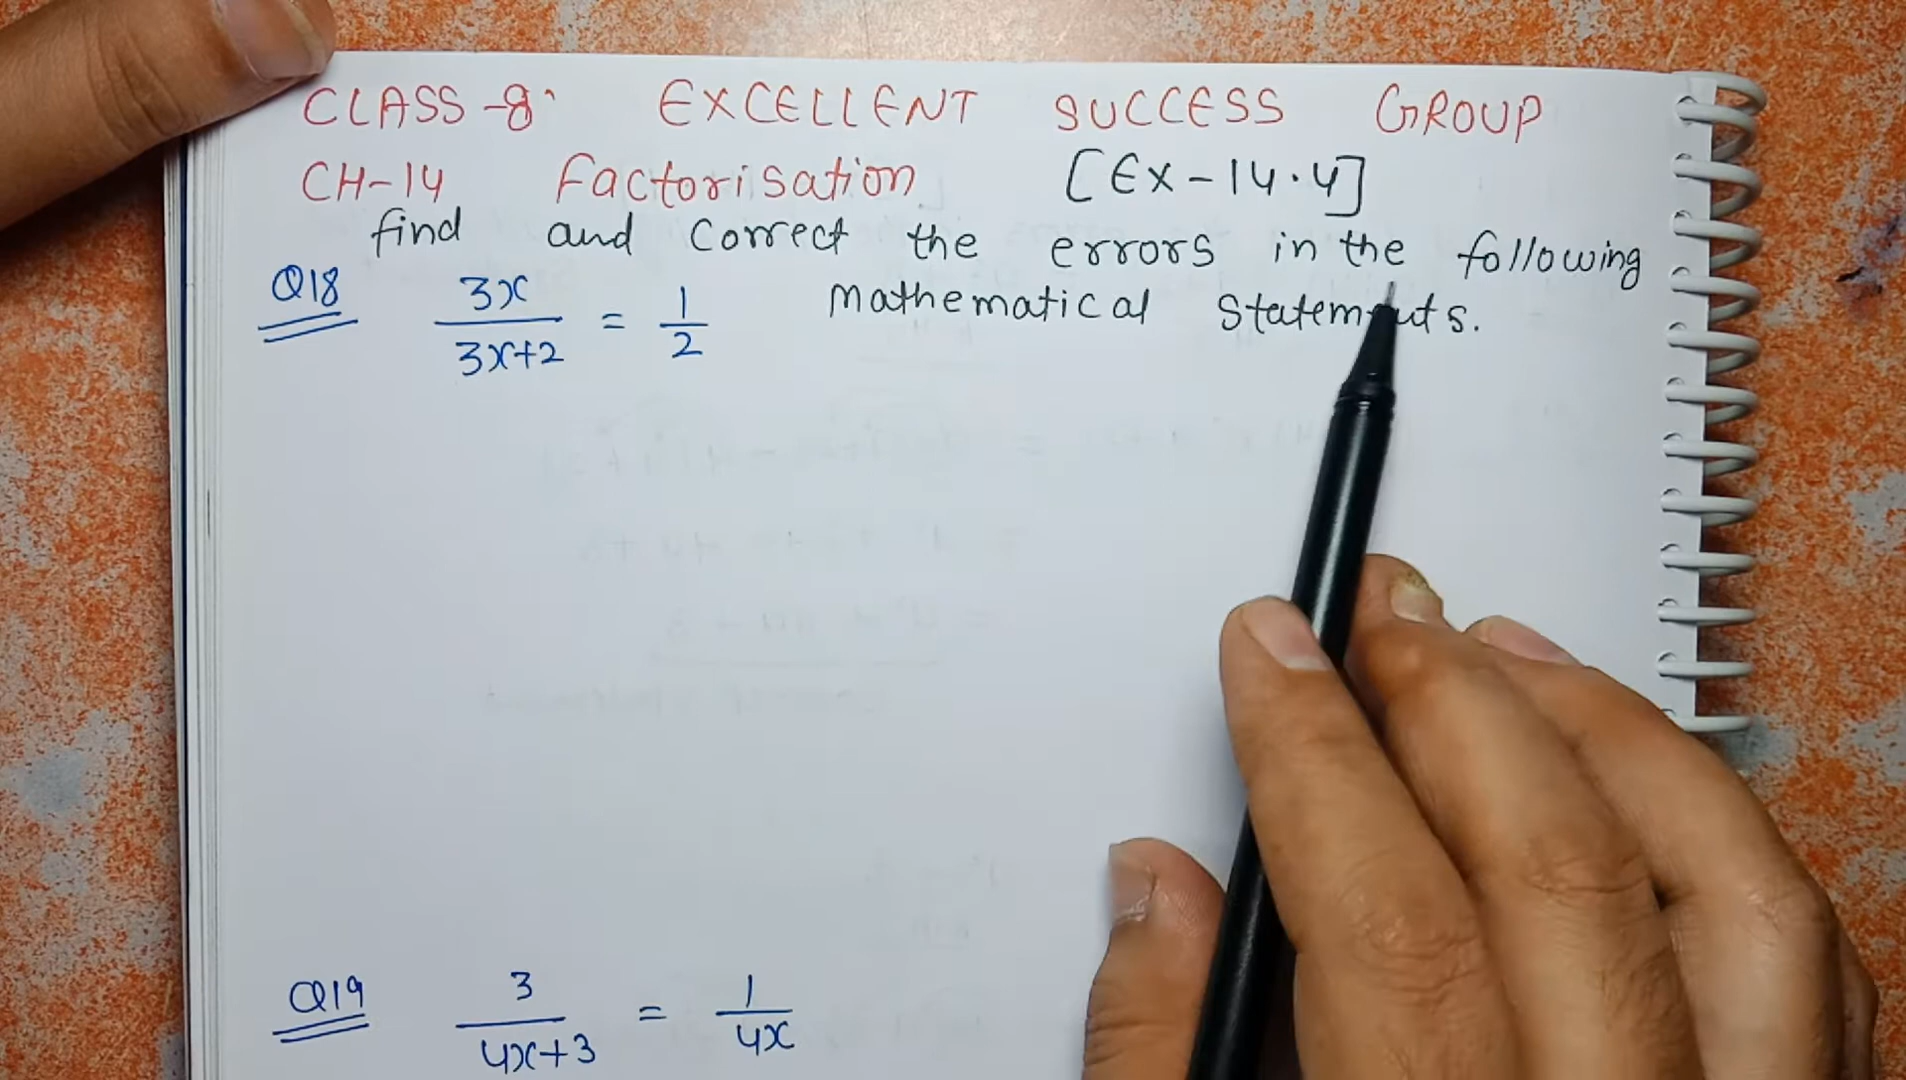 CLASS-8 EXCELLENT SUCCESS GROUP
CH-14 Factorisation [Ex-14.4]
find and correct the errors in the following
Q18 3x/3x+2 = 1/2 Mathematical Statements.
Q19 3/4x+3 = 1/4x